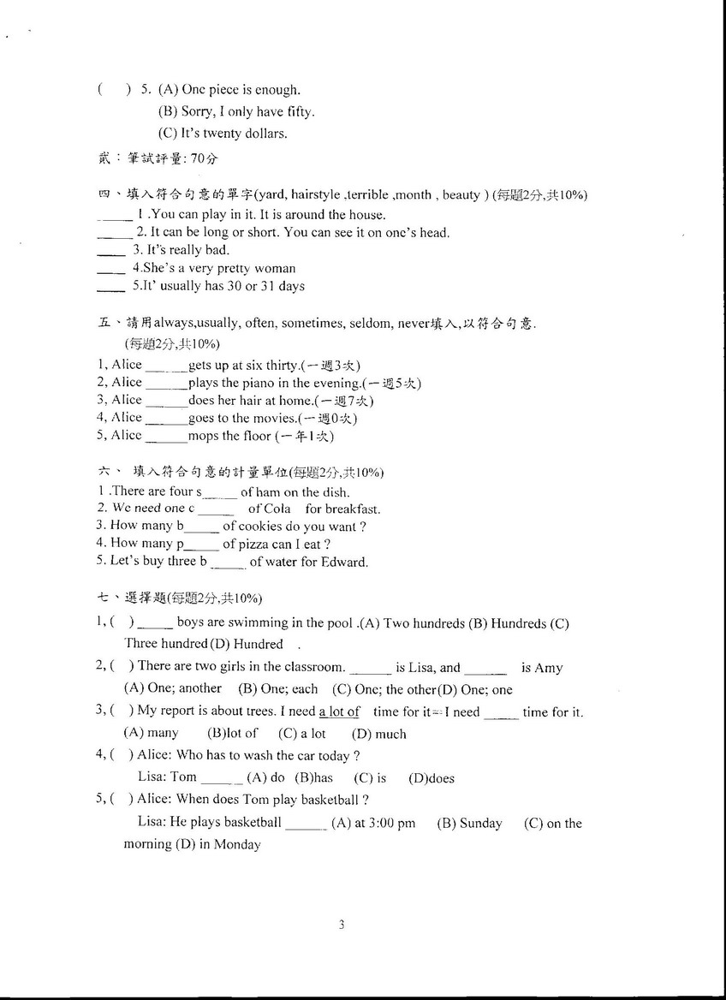 (     ) 5. (A) One piece is enough.
(B) Sorry, I only have fifty.
(C) It's twenty dollars.
貳：筆試評量: 70分
四、填入符合句意的單字(yard, hairstyle ,terrible ,month , beauty ) (每題2分,共10%)
_____ 1 .You can play in it. It is around the house.
_____ 2. It can be long or short. You can see it on one's head.
____ 3. It's really bad.
____ 4.She's a very pretty woman
____ 5.It' usually has 30 or 31 days
五、請用always,usually, often, sometimes, seldom, never填入,以符合句意.
(每題2分,共10%)
1, Alice ______gets up at six thirty.(一週3次)
2, Alice ______plays the piano in the evening.(一週5次)
3, Alice ______does her hair at home.(一週7次)
4, Alice ______goes to the movies.(一週0次)
5, Alice ______mops the floor (一年1次)
六、 填入符合句意的計量單位(每題2分,共10%)
1 .There are four s_____ of ham on the dish.
2. We need one c _____ of Cola for breakfast.
3. How many b_____ of cookies do you want ?
4. How many p_____ of pizza can I eat ?
5. Let's buy three b _____ of water for Edward.
七、選擇題(每題2分,共10%)
1, (    ) _____ boys are swimming in the pool .(A) Two hundreds (B) Hundreds (C)
Three hundred (D) Hundred .
2, (    ) There are two girls in the classroom. ______ is Lisa, and ______ is Amy
(A) One; another (B) One; each (C) One; the other(D) One; one
3, (    ) My report is about trees. I need a lot of time for it= I need _____ time for it.
(A) many (B)lot of (C) a lot (D) much
4, (    ) Alice: Who has to wash the car today ?
Lisa: Tom ______ (A) do (B)has (C) is (D)does
5, (    ) Alice: When does Tom play basketball ?
Lisa: He plays basketball ______ (A) at 3:00 pm (B) Sunday (C) on the
morning (D) in Monday
3